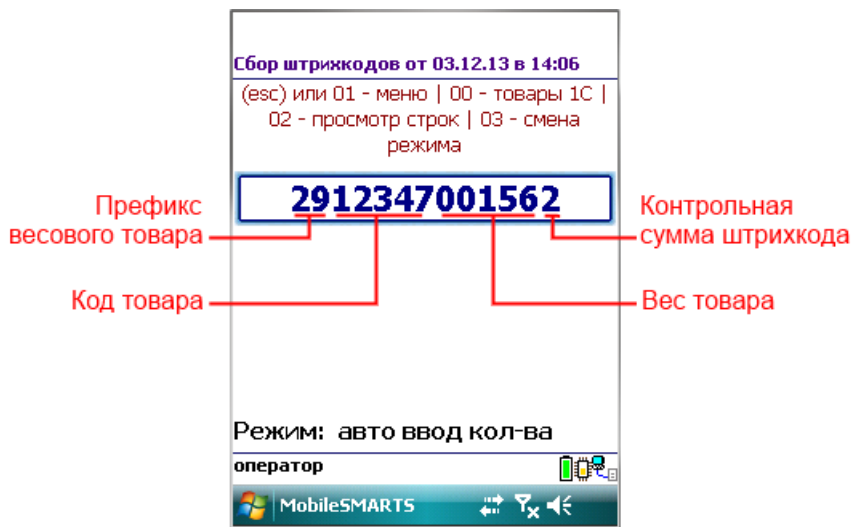 Сбор штрихкодов от 03.12.13 в 14:06
(esc) или 01 - меню | 00 - товары 1С |
02 - просмотр строк | 03 - смена
режима
2912347001562
Префикс
весового товара
Контрольная
сумма штрихкода
Код товара
Вес товара
Режим: авто ввод кол-ва
оператор
MobileSMARTS